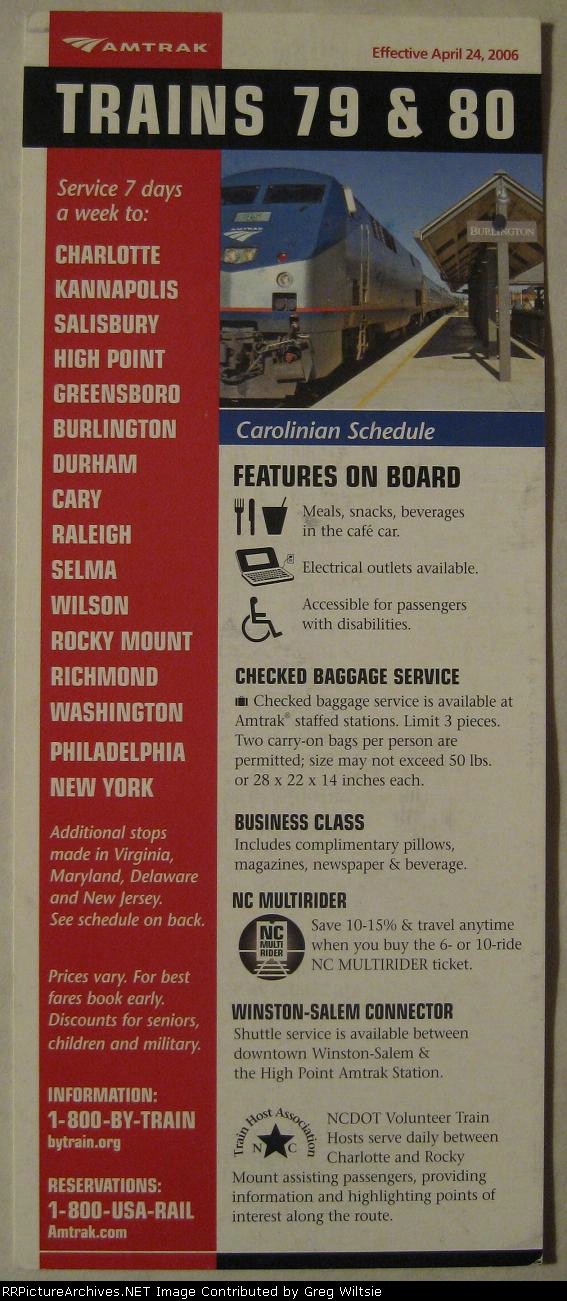 AMTRAK
Effective April 24, 2006
TRAINS 79 & 80
Service 7 days
a week to:
CHARLOTTE
KANNAPOLIS
SALISBURY
HIGH POINT
GREENSBORO
BURLINGTON
DURHAM
CARY
RALEIGH
SELMA
WILSON
ROCKY MOUNT
RICHMOND
WASHINGTON
PHILADELPHIA
NEW YORK
Additional stops
made in Virginia,
Maryland, Delaware
and New Jersey.
See schedule on back.
Prices vary. For best
fares book early.
Discounts for seniors,
children and military.
INFORMATION:
1-800-BY-TRAIN
bytrain.org
RESERVATIONS:
1-800-USA-RAIL
Amtrak.com
AMTRAK
BURLINGTON
Carolinian Schedule
FEATURES ON BOARD
Meals, snacks, beverages
in the café car.
Electrical outlets available.
Accessible for passengers
with disabilities.
CHECKED BAGGAGE SERVICE
Checked baggage service is available at
Amtrak® staffed stations. Limit 3 pieces.
Two carry-on bags per person are
permitted; size may not exceed 50 lbs.
or 28 x 22 x 14 inches each.
BUSINESS CLASS
Includes complimentary pillows,
magazines, newspaper & beverage.
NC MULTIRIDER
NC
MULTI
RIDER
Save 10-15% & travel anytime
when you buy the 6- or 10-ride
NC MULTIRIDER ticket.
WINSTON-SALEM CONNECTOR
Shuttle service is available between
downtown Winston-Salem &
the High Point Amtrak Station.
Train Host Association
N C
NCDOT Volunteer Train
Hosts serve daily between
Charlotte and Rocky
Mount assisting passengers, providing
information and highlighting points of
interest along the route.
RRPictureArchives.NET Image Contributed by Greg Wiltsie